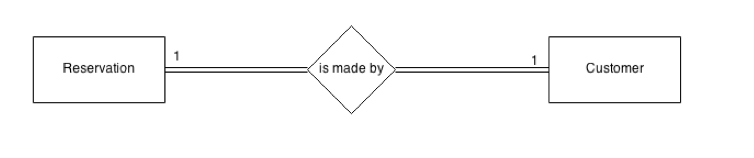 Reservation
1
is made by
1
Customer